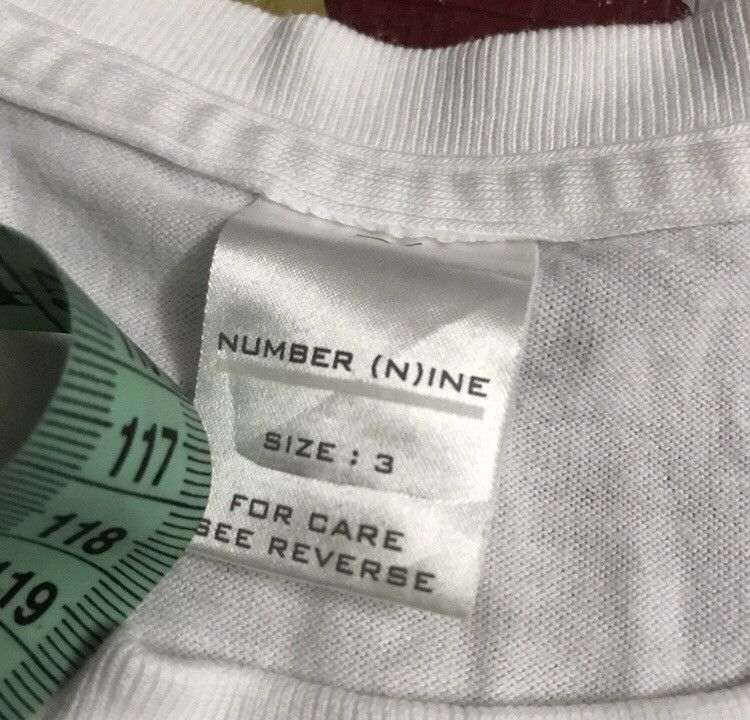 NUMBER (N)INE
SIZE : 3
FOR CARE
SEE REVERSE
117
118
119